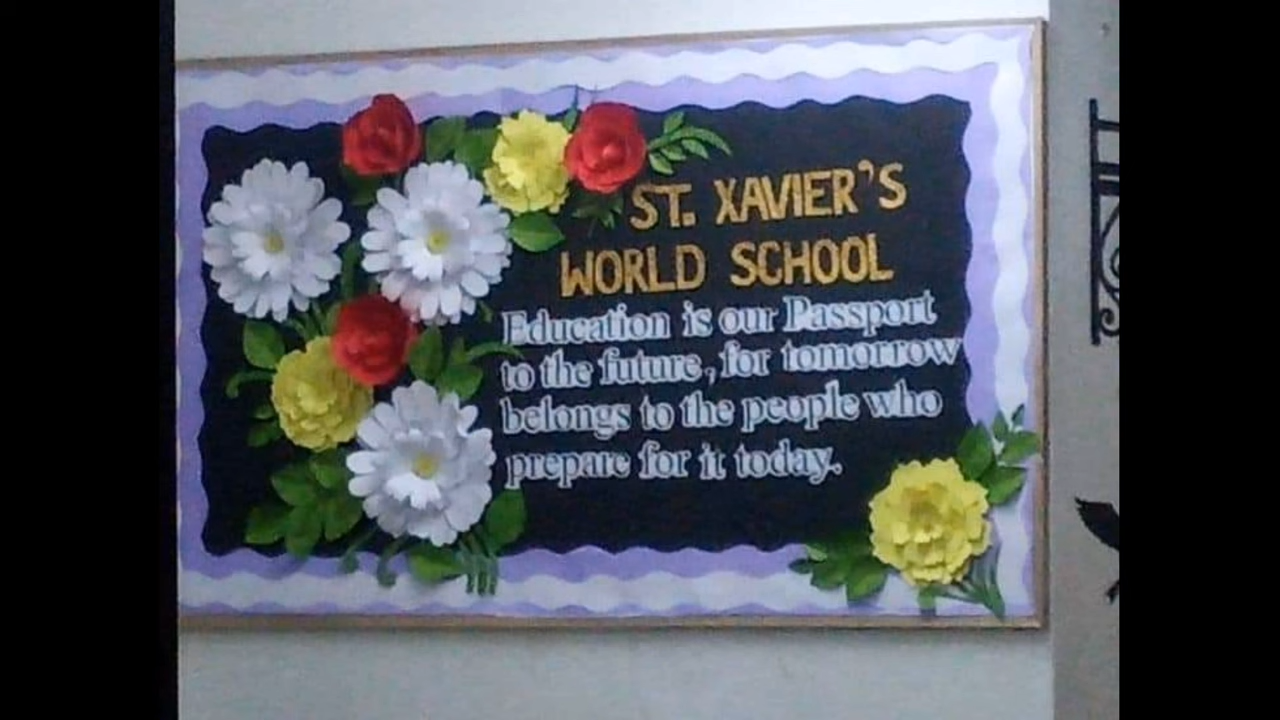 ST. XAVIER'S
WORLD SCHOOL
Education is our Passport
to the future, for tomorrow
belongs to the people who
prepare for it today.